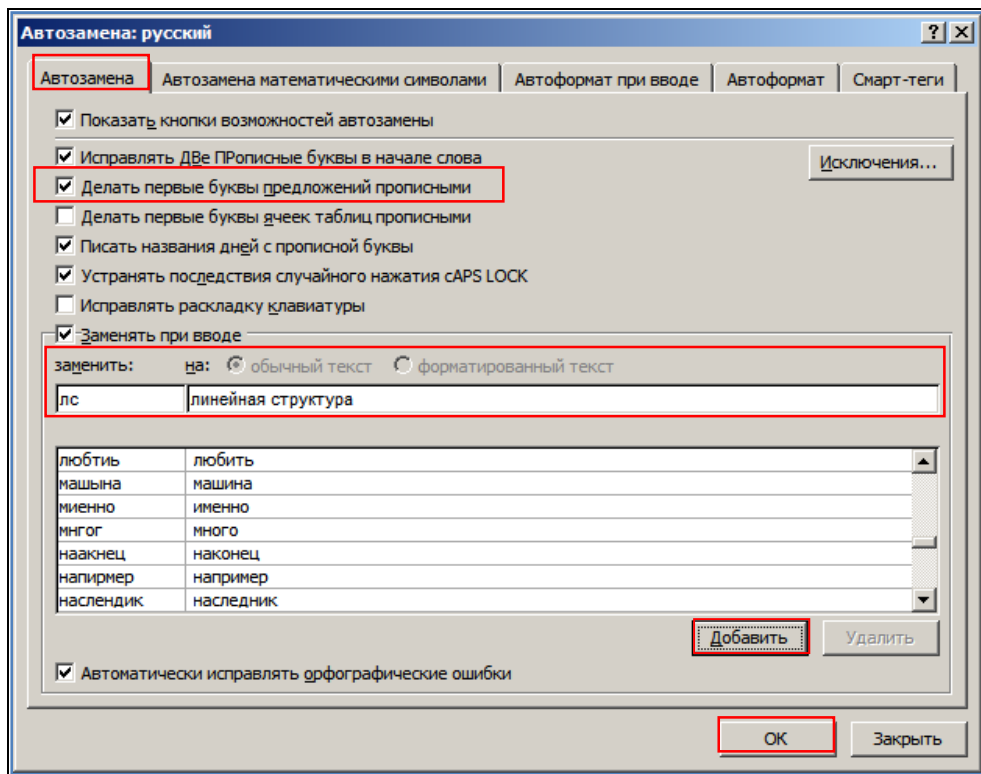 Автозамена: русский
Автозамена Автозамена математическими символами Автоформат при вводе Автоформат Смарт-теги
Показать кнопки возможностей автозамены
Исправлять ДВе ПРописные буквы в начале слова
Исключения...
Делать первые буквы предложений прописными
Делать первые буквы ячеек таблиц прописными
Писать названия дней с прописной буквы
Устранять последствия случайного нажатия cAPS LOCK
Исправлять раскладку клавиатуры
Заменять при вводе
заменить: на: обычный текст форматированный текст
лс линейная структура
любтиь любить
машына машина
миенно именно
мнгог много
наакнец наконец
напирмер например
наслендик наследник
Добавить Удалить
Автоматически исправлять орфографические ошибки
ОК Закрыть